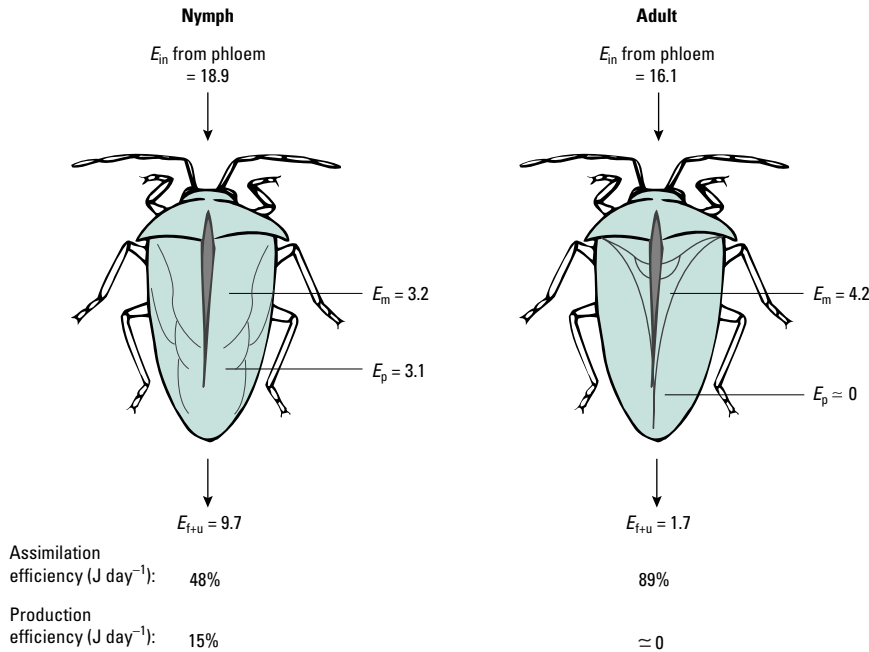 Nymph
E_in from phloem
= 18.9
E_m = 3.2
E_p = 3.1
E_f+u = 9.7
Adult
E_in from phloem
= 16.1
E_m = 4.2
E_p ≃ 0
E_f+u = 1.7
Assimilation
efficiency (J day⁻¹): 48% 89%
Production
efficiency (J day⁻¹): 15% ≃ 0